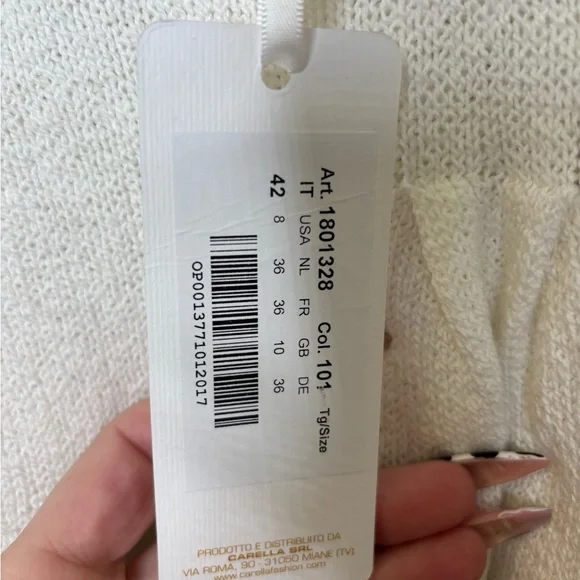 Art. 1801328 Col. 101 Tg/Size
IT USA NL FR GB DE
42 8 36 36 10 36
OP0013771012017
PRODOTTO E DISTRIBUITO DA
CARELLA SRL
VIA ROMA, 90 - 31050 MIANE (TV)
www.carellafashion.com